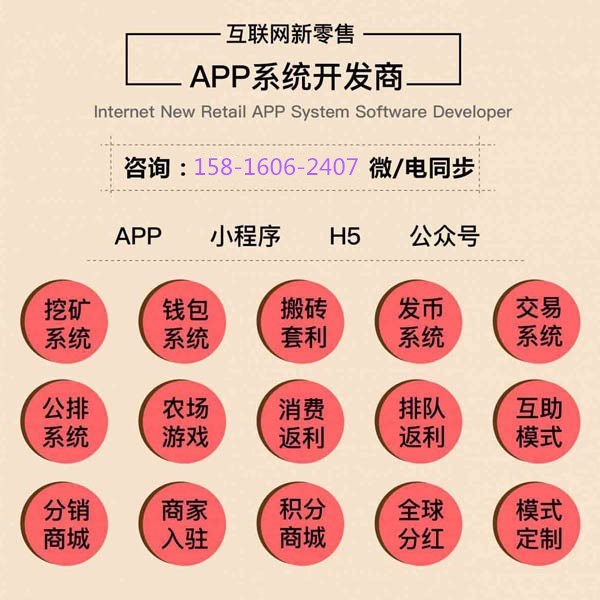 互联网新零售
APP系统开发商
Internet New Retail APP System Software Developer
咨询：158-1606-2407 微/电同步
APP 小程序 H5 公众号
挖矿系统 钱包系统 搬砖套利 发币系统 交易系统
公排系统 农场游戏 消费返利 排队返利 互助模式
分销商城 商家入驻 积分商城 全球分红 模式定制